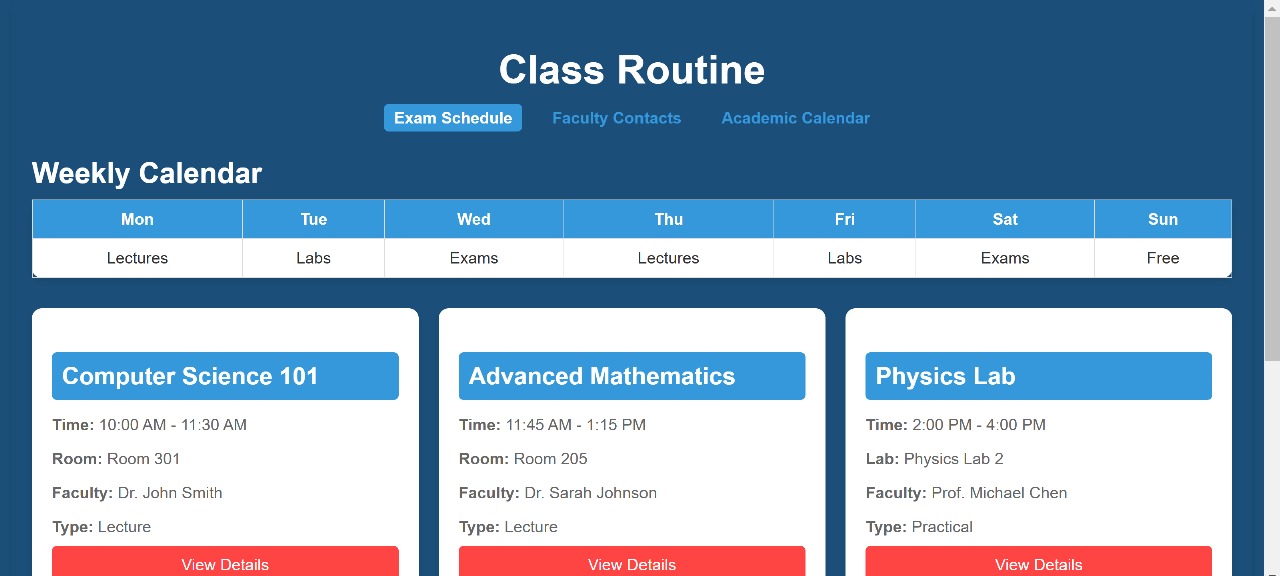 Class Routine
Exam Schedule Faculty Contacts Academic Calendar
Weekly Calendar
Mon Tue Wed Thu Fri Sat Sun
Lectures Labs Exams Lectures Labs Exams Free
Computer Science 101
Time: 10:00 AM - 11:30 AM
Room: Room 301
Faculty: Dr. John Smith
Type: Lecture
View Details
Advanced Mathematics
Time: 11:45 AM - 1:15 PM
Room: Room 205
Faculty: Dr. Sarah Johnson
Type: Lecture
View Details
Physics Lab
Time: 2:00 PM - 4:00 PM
Lab: Physics Lab 2
Faculty: Prof. Michael Chen
Type: Practical
View Details